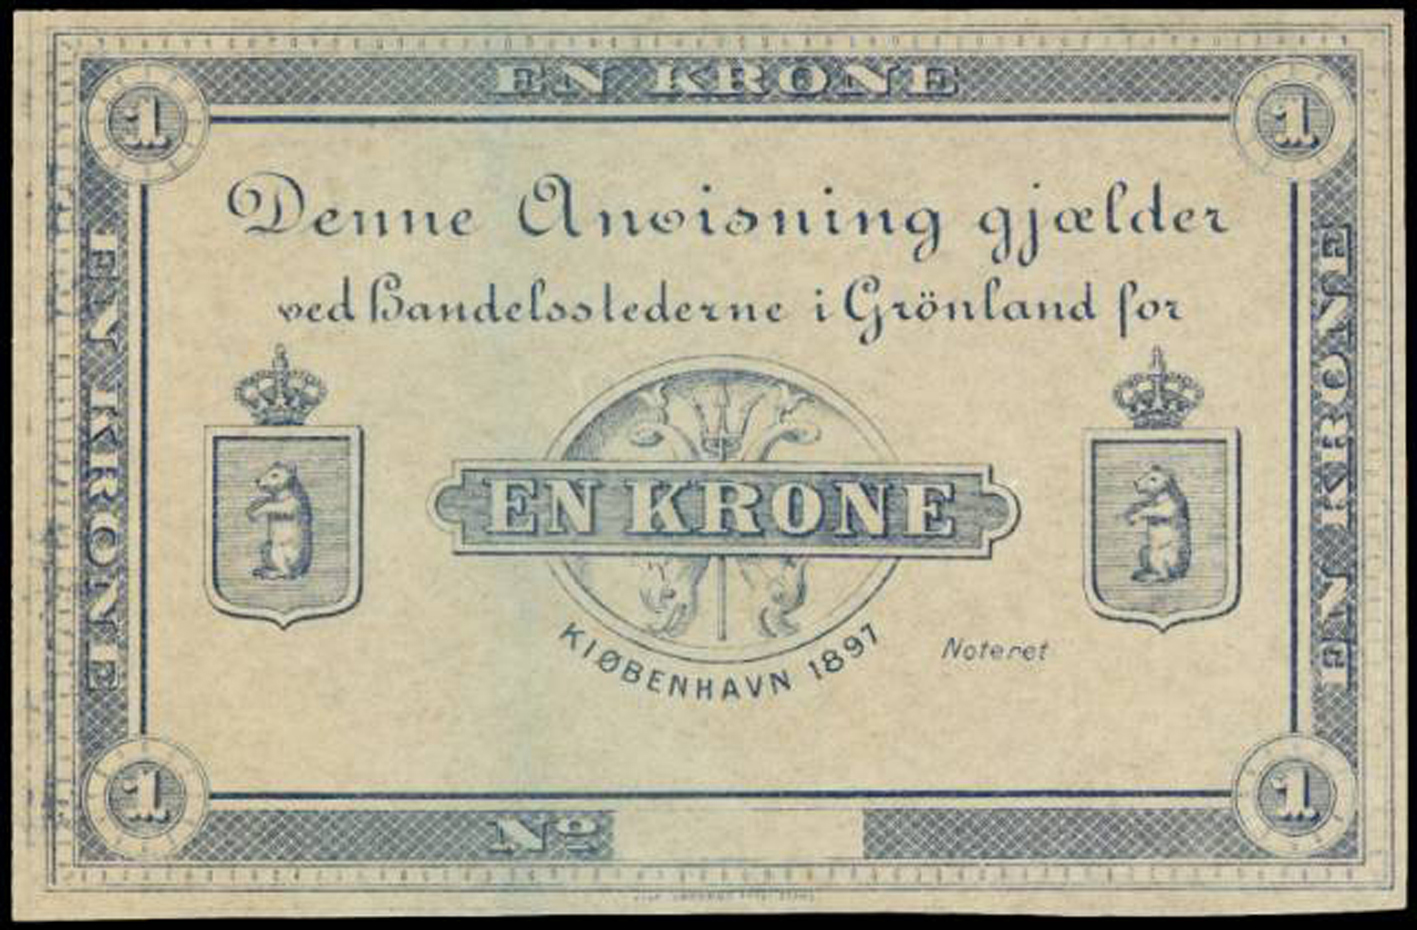 EN KRONE
1
1
Denne Anvisning gjælder
ved Handelsstederne i Grönland for
EN KRONE
EN KRONE
EN KRONE
KIØBENHAVN 1897
Noteret
1
1
No